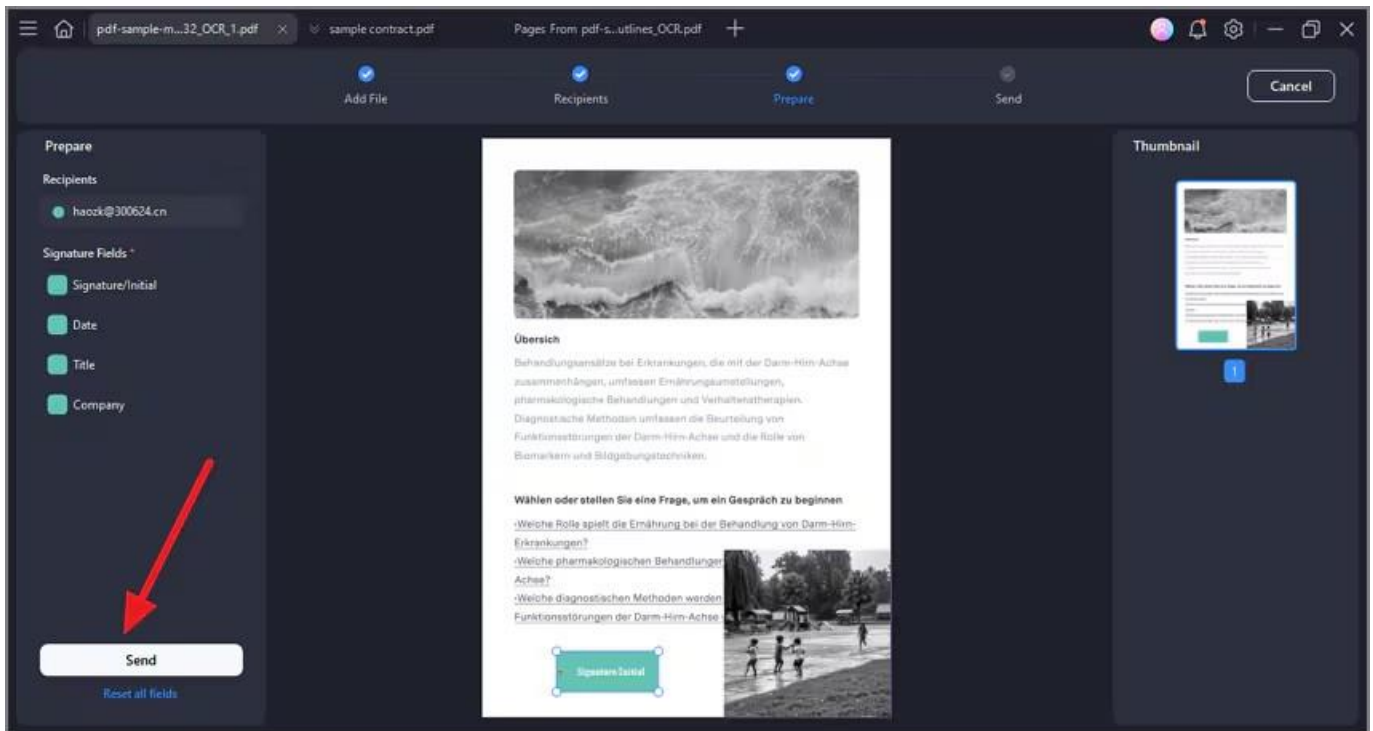 pdf-sample-m...32_OCR_1.pdf
sample contract.pdf
Pages From pdf-s...utlines_OCR.pdf
Add File
Recipients
Prepare
Send
Cancel
Prepare
Recipients
haozk@300624.cn
Signature Fields *
Signature/Initial
Date
Title
Company
Send
Reset all fields
Übersich
Behandlungsansätze bei Erkrankungen, die mit der Darm-Hirn-Achse
zusammenhängen, umfassen Ernährungsumstellungen,
pharmakologische Behandlungen und Verhaltenstherapien.
Diagnostische Methoden umfassen die Beurteilung von
Funktionsstörungen der Darm-Hirn-Achse und die Rolle von
Biomarkern und Bildgebungstechniken.
Wählen oder stellen Sie eine Frage, um ein Gespräch zu beginnen
·Welche Rolle spielt die Ernährung bei der Behandlung von Darm-Hirn-
Erkrankungen?
·Welche pharmakologischen Behandlungen
Achse?
·Welche diagnostischen Methoden werden
Funktionsstörungen der Darm-Hirn-Achse
Signature/Initial
Thumbnail
1